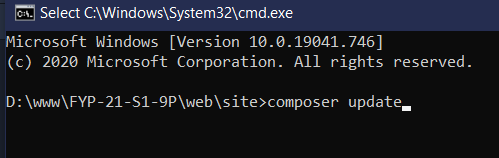 Select C:\Windows\System32\cmd.exe
Microsoft Windows [Version 10.0.19041.746]
(c) 2020 Microsoft Corporation. All rights reserved.
D:\www\FYP-21-S1-9P\web\site>composer update